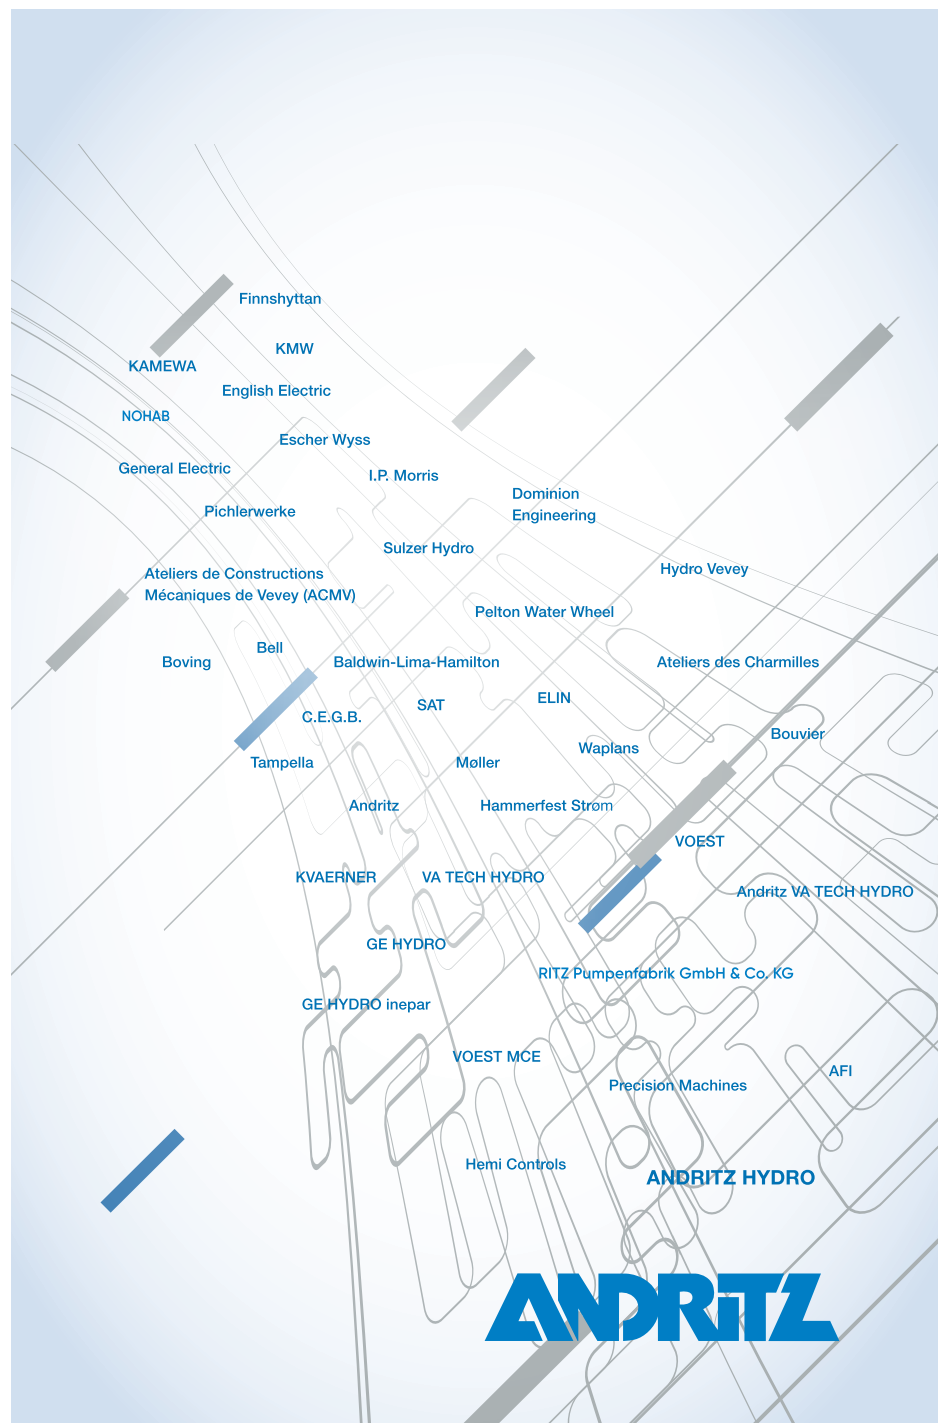 Finnshyttan
KMW
KAMEWA
English Electric
NOHAB
Escher Wyss
General Electric
I.P. Morris
Dominion
Engineering
Pichlerwerke
Sulzer Hydro
Hydro Vevey
Ateliers de Constructions
Mécaniques de Vevey (ACMV)
Pelton Water Wheel
Bell
Boving
Baldwin-Lima-Hamilton
Ateliers des Charmilles
ELIN
SAT
C.E.G.B.
Bouvier
Waplans
Tampella
Møller
Andritz
Hammerfest Strøm
VOEST
KVAERNER
VA TECH HYDRO
Andritz VA TECH HYDRO
GE HYDRO
RITZ Pumpenfabrik GmbH & Co. KG
GE HYDRO inepar
VOEST MCE
AFI
Precision Machines
Hemi Controls
ANDRITZ HYDRO
ANDRITZ